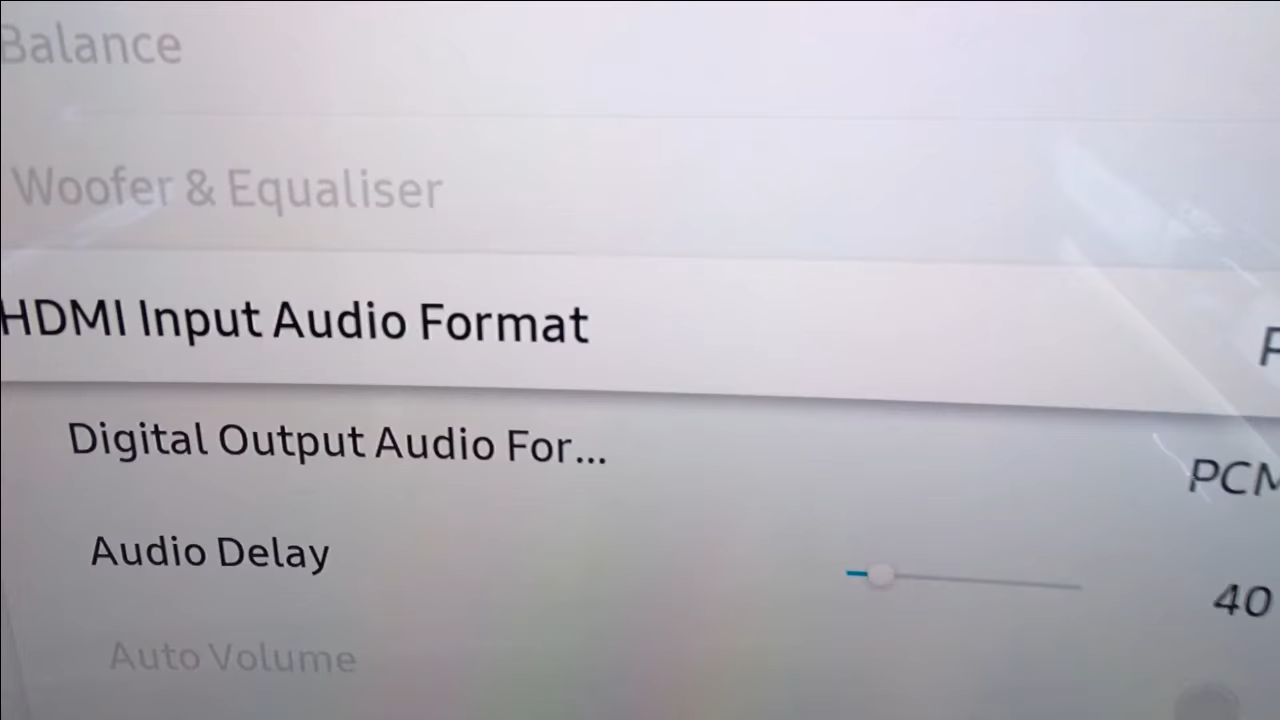 Balance
Woofer & Equaliser
HDMI Input Audio Format
Digital Output Audio For...
PCM
Audio Delay
40
Auto Volume